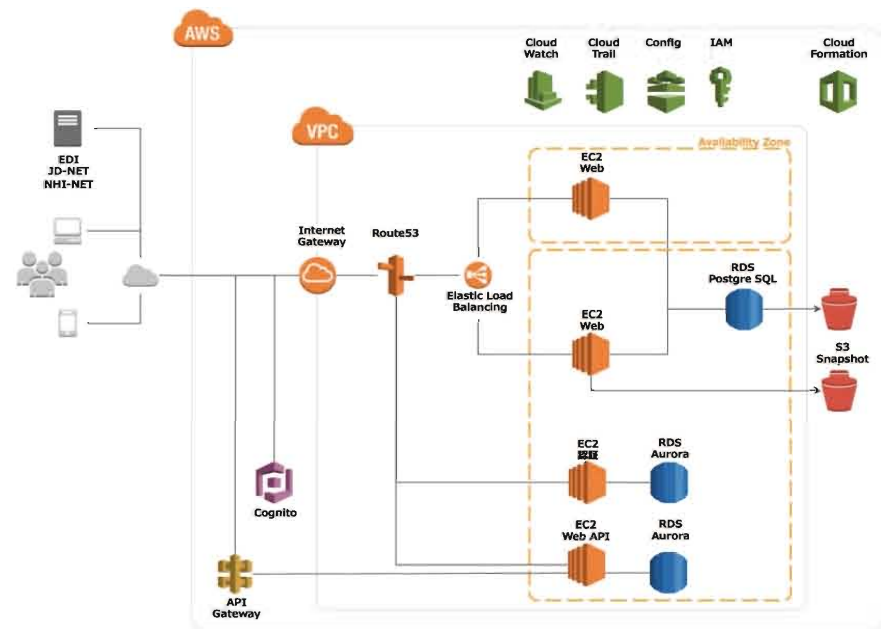 AWS
Cloud
Watch
Cloud
Trail
Config
IAM
Cloud
Formation
VPC
Availability Zone
EDI
JD-NET
NHI-NET
EC2
Web
Internet
Gateway
Route53
Elastic Load
Balancing
RDS
Postgre SQL
EC2
Web
S3
Snapshot
EC2
認証
RDS
Aurora
Cognito
EC2
Web API
RDS
Aurora
API
Gateway